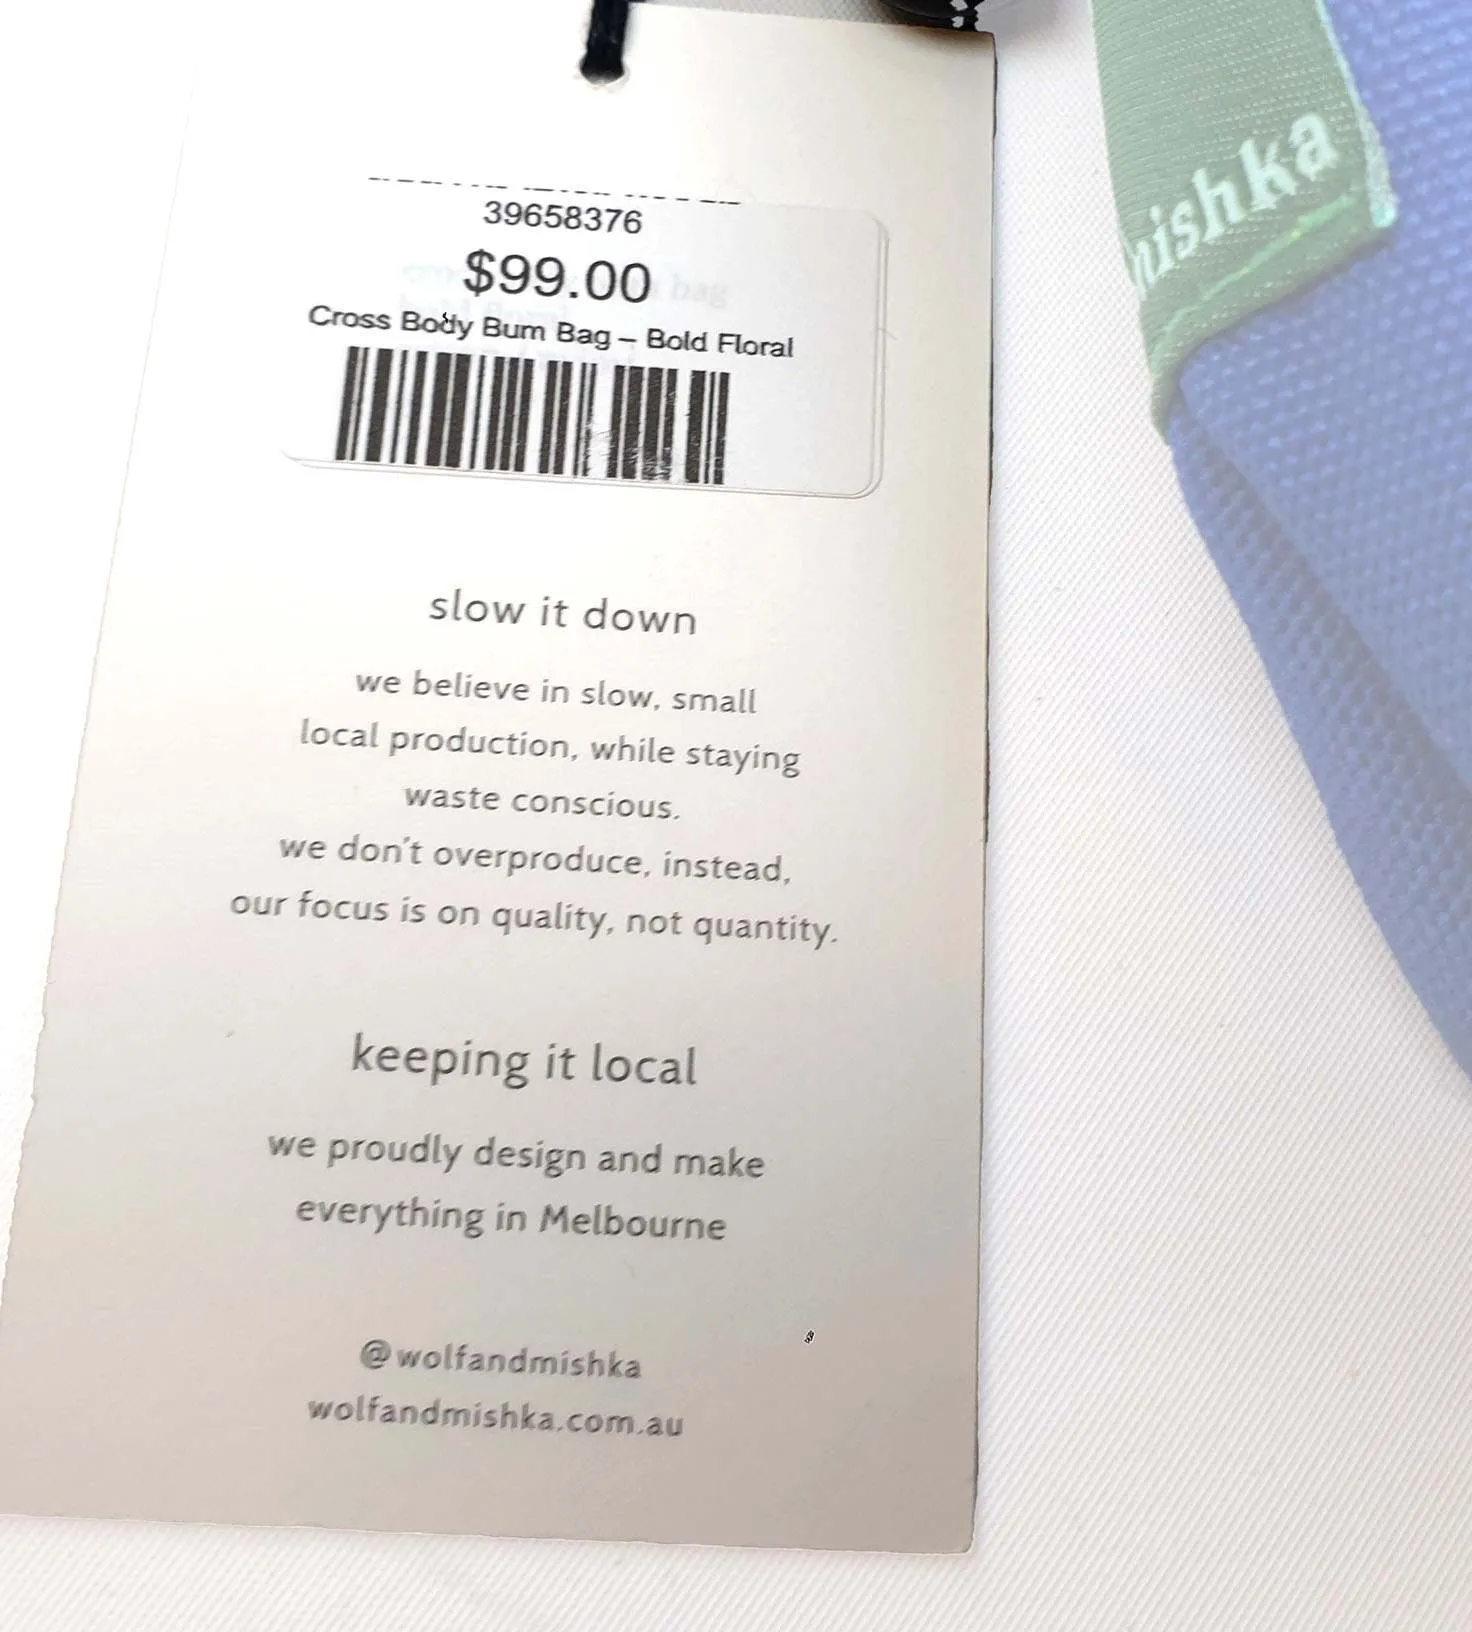 39658376
$99.00
Cross Body Bum Bag – Bold Floral
slow it down
we believe in slow, small
local production, while staying
waste conscious.
we don't overproduce, instead,
our focus is on quality, not quantity.
keeping it local
we proudly design and make
everything in Melbourne
@wolfandmishka
wolfandmishka.com.au
mishka